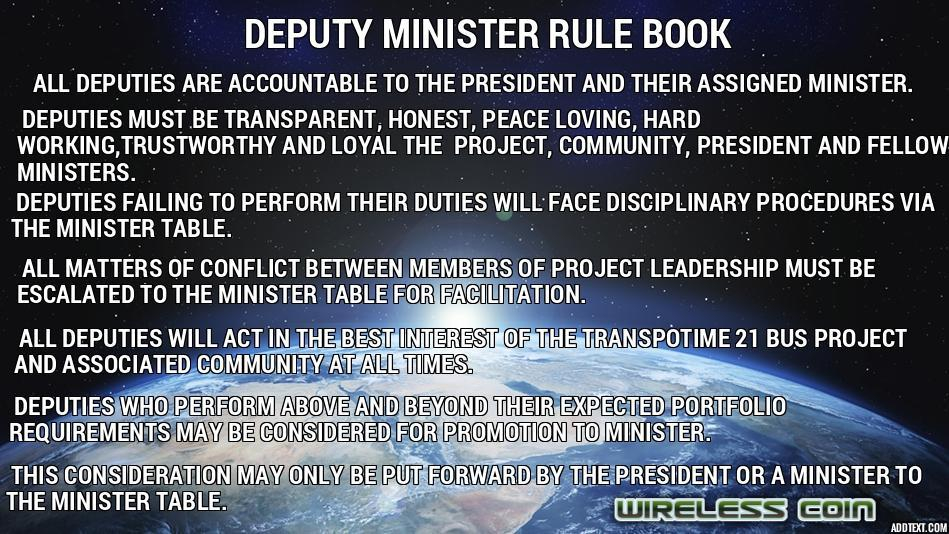 DEPUTY MINISTER RULE BOOK
ALL DEPUTIES ARE ACCOUNTABLE TO THE PRESIDENT AND THEIR ASSIGNED MINISTER.
DEPUTIES MUST BE TRANSPARENT, HONEST, PEACE LOVING, HARD
WORKING,TRUSTWORTHY AND LOYAL THE PROJECT, COMMUNITY, PRESIDENT AND FELLOW
MINISTERS.
DEPUTIES FAILING TO PERFORM THEIR DUTIES WILL FACE DISCIPLINARY PROCEDURES VIA
THE MINISTER TABLE.
ALL MATTERS OF CONFLICT BETWEEN MEMBERS OF PROJECT LEADERSHIP MUST BE
ESCALATED TO THE MINISTER TABLE FOR FACILITATION.
ALL DEPUTIES WILL ACT IN THE BEST INTEREST OF THE TRANSPOTIME 21 BUS PROJECT
AND ASSOCIATED COMMUNITY AT ALL TIMES.
DEPUTIES WHO PERFORM ABOVE AND BEYOND THEIR EXPECTED PORTFOLIO
REQUIREMENTS MAY BE CONSIDERED FOR PROMOTION TO MINISTER.
THIS CONSIDERATION MAY ONLY BE PUT FORWARD BY THE PRESIDENT OR A MINISTER TO
THE MINISTER TABLE.
WIRELESS COIN
ADDTEXT.COM